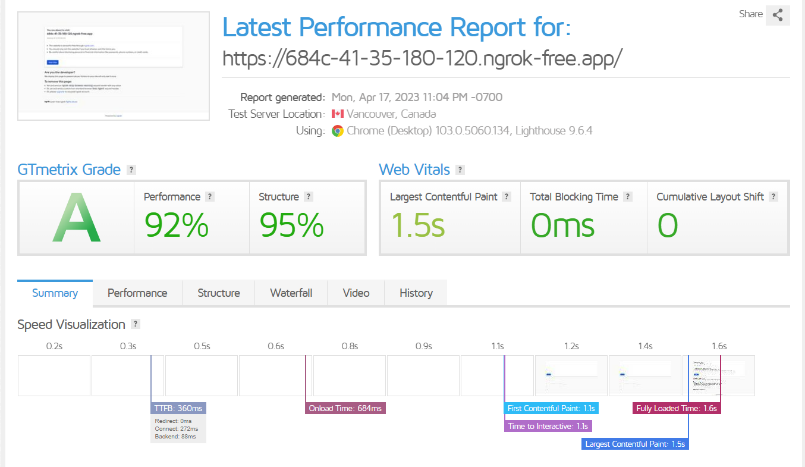 Share
Latest Performance Report for:
https://684c-41-35-180-120.ngrok-free.app/
Report generated: Mon, Apr 17, 2023 11:04 PM -0700
Test Server Location: Vancouver, Canada
Using: Chrome (Desktop) 103.0.5060.134, Lighthouse 9.6.4
GTmetrix Grade ?
Web Vitals ?
A
Performance ?
92%
Structure ?
95%
Largest Contentful Paint ?
1.5s
Total Blocking Time ?
0ms
Cumulative Layout Shift ?
0
Summary Performance Structure Waterfall Video History
Speed Visualization ?
0.2s 0.3s 0.5s 0.6s 0.8s 0.9s 1.1s 1.2s 1.4s 1.6s
TTFB: 360ms
Redirect: 0ms
Connect: 272ms
Backend: 88ms
Onload Time: 684ms
First Contentful Paint: 1.1s
Time to Interactive: 1.1s
Fully Loaded Time: 1.6s
Largest Contentful Paint: 1.5s